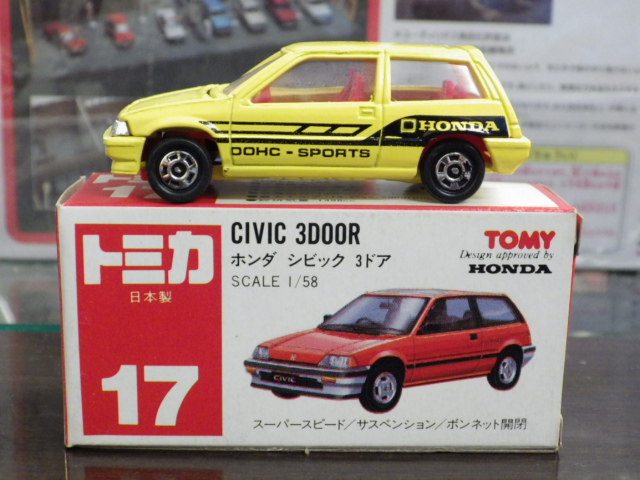 HONDA
DOHC - SPORTS
トミカ
日本製
17
CIVIC 3DOOR
ホンダ シビック 3ドア
SCALE 1/58
TOMY
Design approved by
HONDA
CIVIC
スーパースピード/サスペンション/ボンネット開閉
17